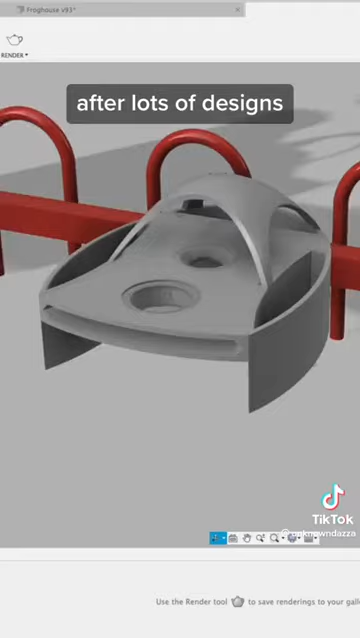 Froghouse v93*
RENDER
after lots of designs
TikTok
Use the Render tool to save renderings to your gall